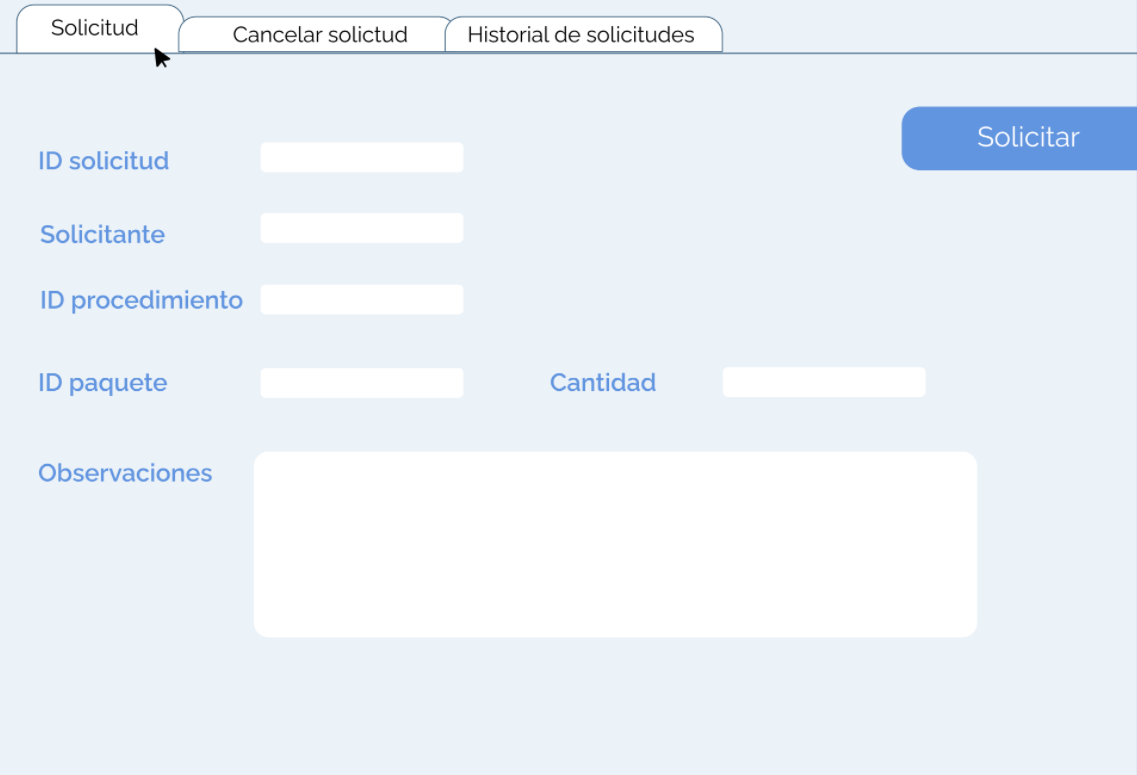 Solicitud
Cancelar solictud
Historial de solicitudes
Solicitar
ID solicitud
Solicitante
ID procedimiento
ID paquete
Cantidad
Observaciones